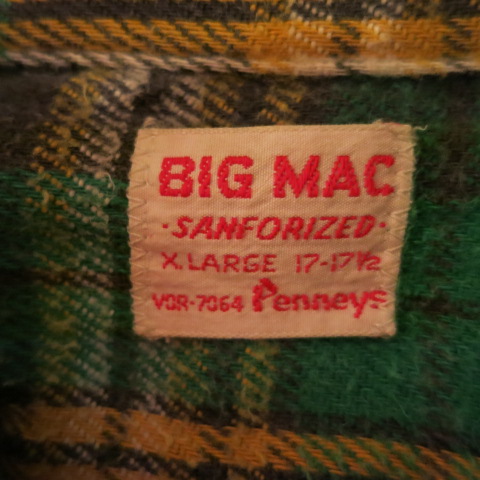 BIG MAC
·SANFORIZED·
X.LARGE 17-17½
VOR-7064 Penneys